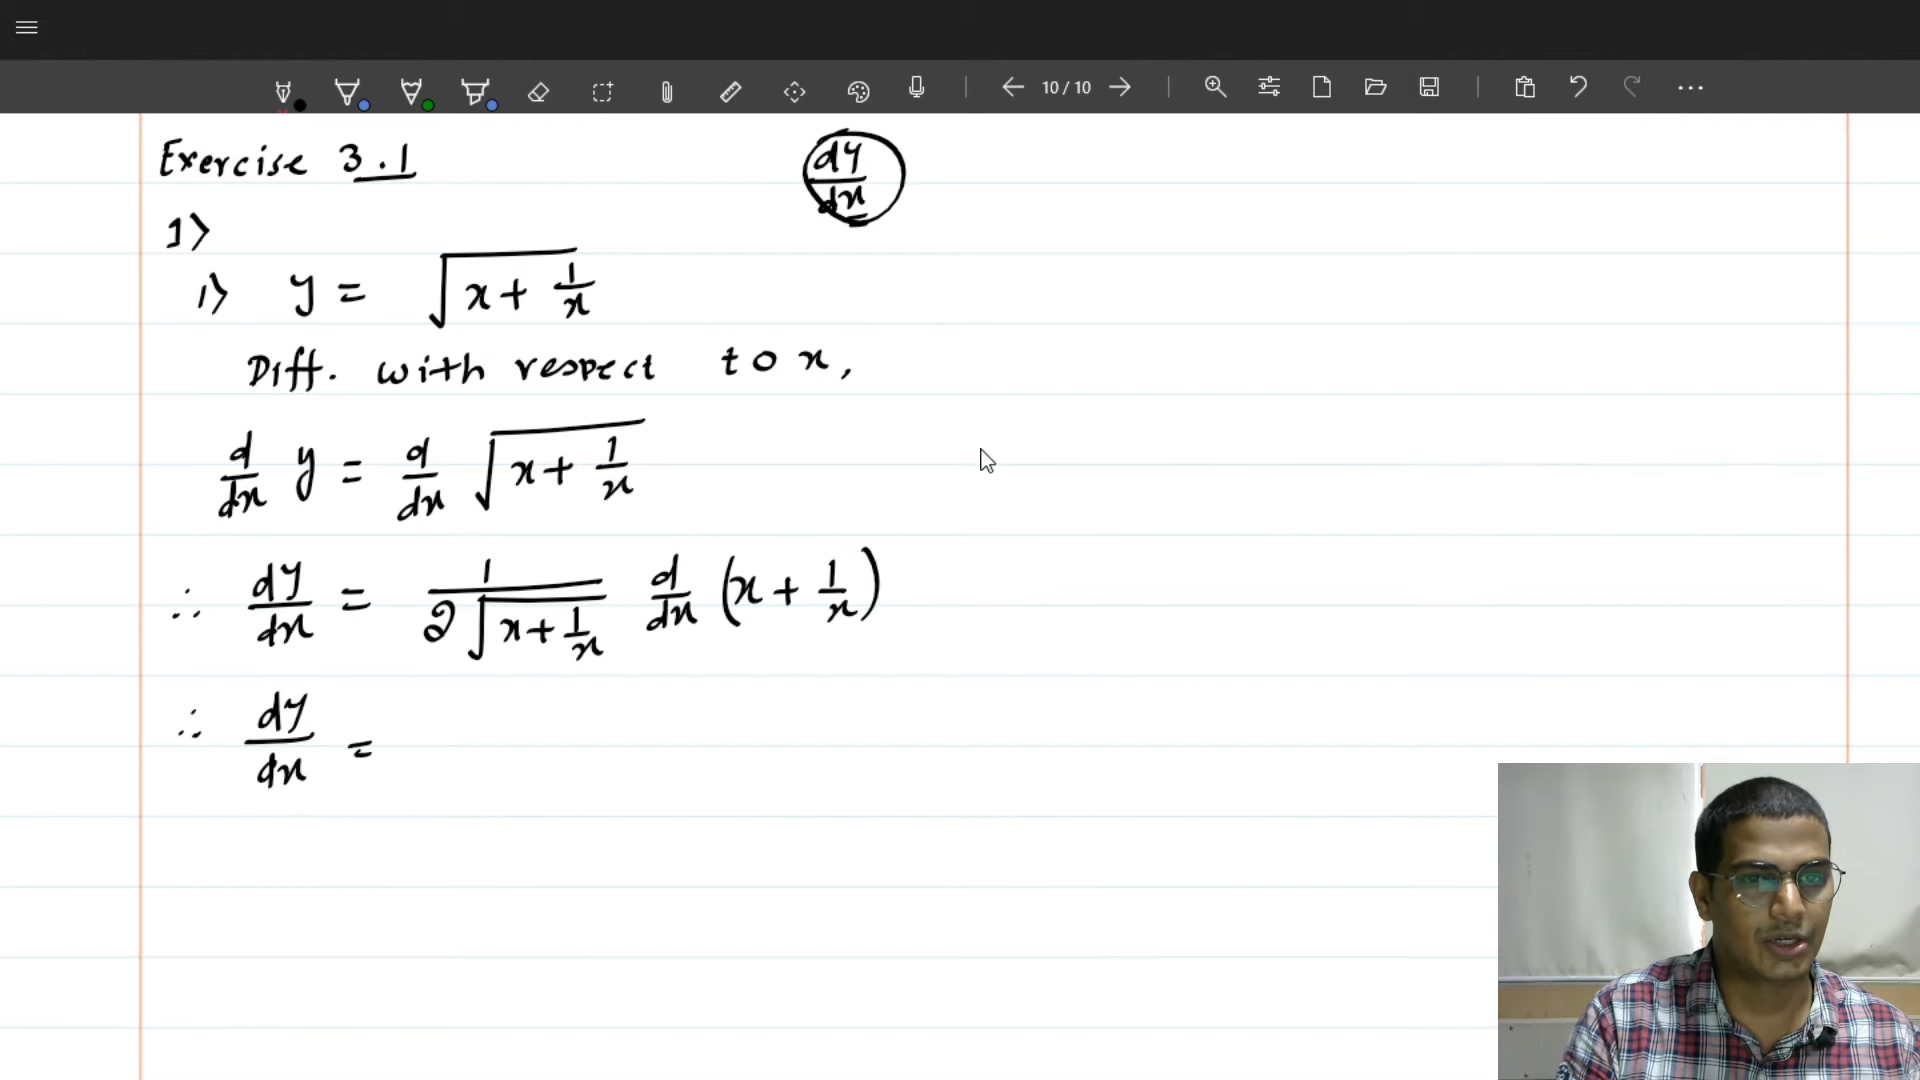 10 / 10
Exercise 3.1
dy/dx
1)
i) y = √(x + 1/x)
Diff. with respect to x,
d/dx y = d/dx √(x + 1/x)
∴ dy/dx = 1/(2√(x + 1/x)) d/dx (x + 1/x)
∴ dy/dx =